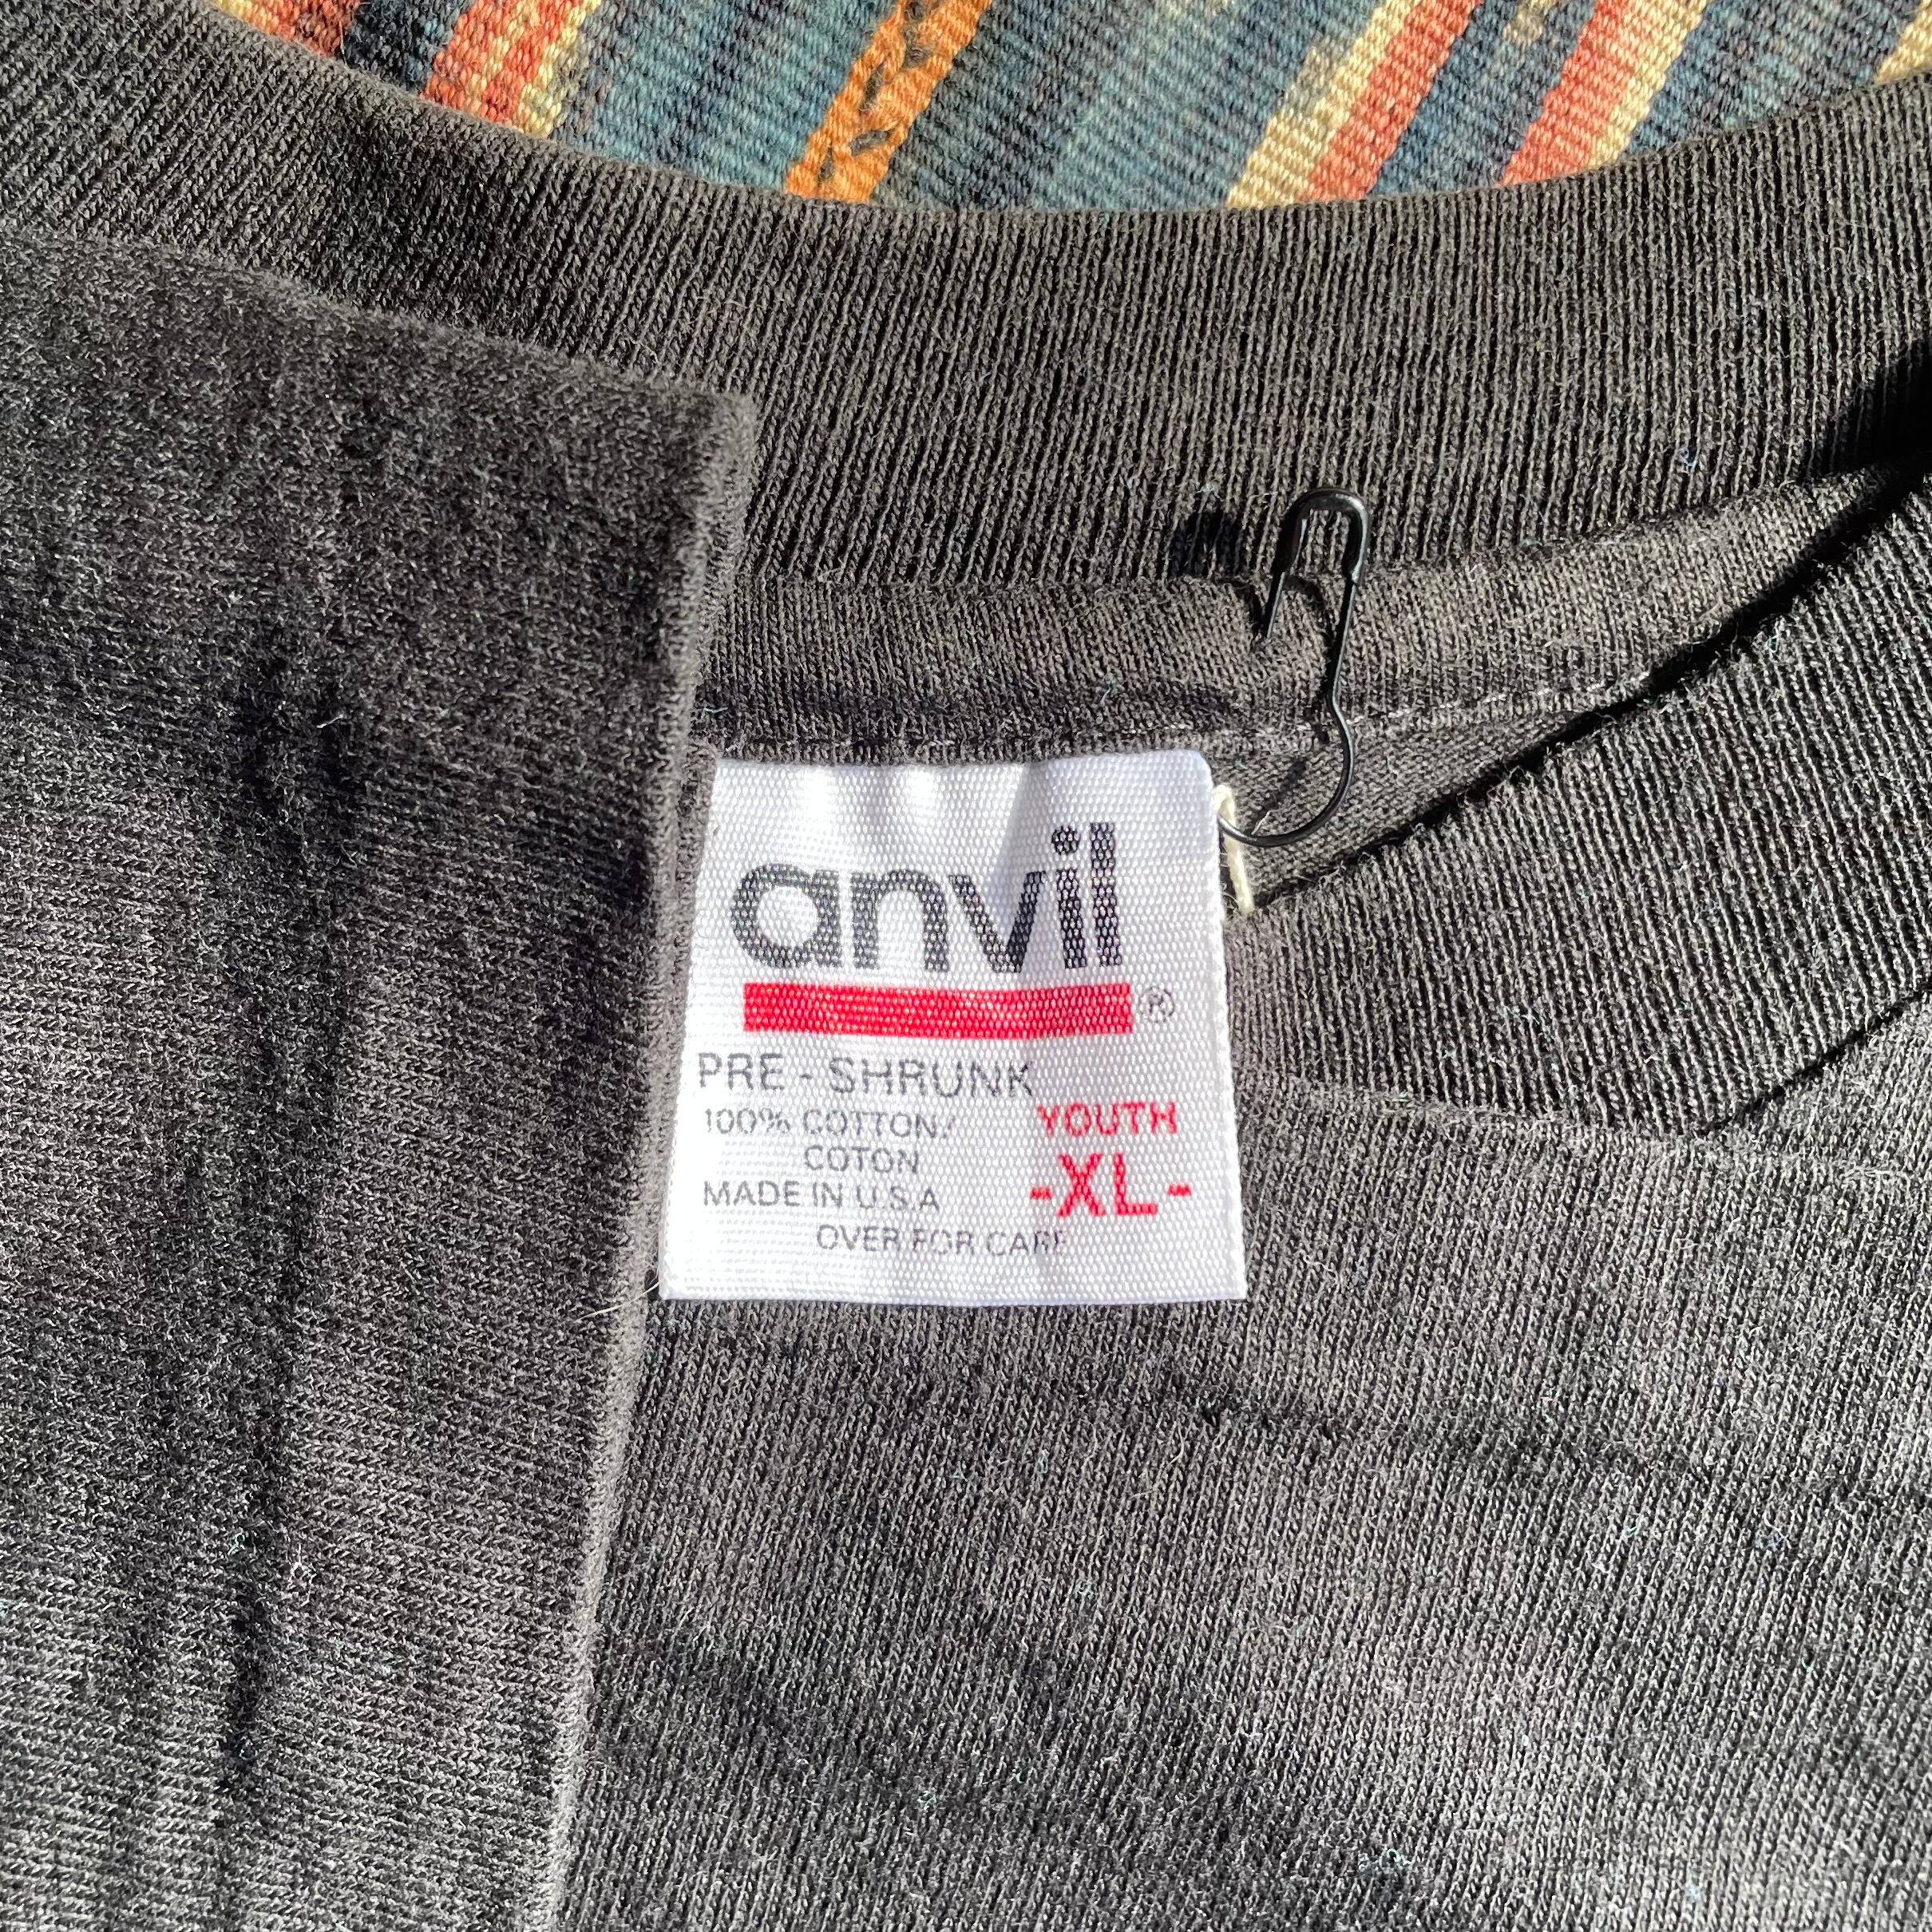 anvil ®
PRE - SHRUNK
100% COTTON/ YOUTH
COTON
MADE IN U.S.A -XL-
OVER FOR CARE